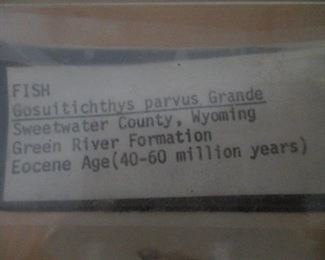 FISH
Gosuitichthys parvus Grande
Sweetwater County, Wyoming
Green River Formation
Eocene Age(40-60 million years)